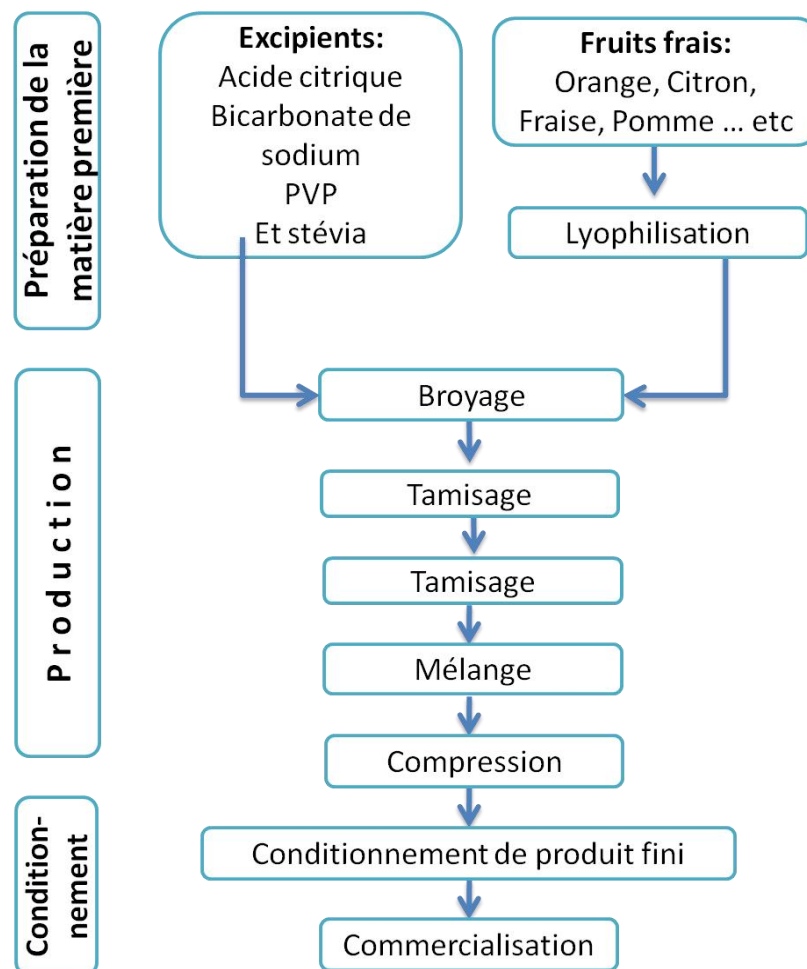 Préparation de la
matière première
Excipients:
Acide citrique
Bicarbonate de
sodium
PVP
Et stévia
Fruits frais:
Orange, Citron,
Fraise, Pomme ... etc
Lyophilisation
Production
Broyage
Tamisage
Tamisage
Mélange
Compression
Condition-
nement
Conditionnement de produit fini
Commercialisation